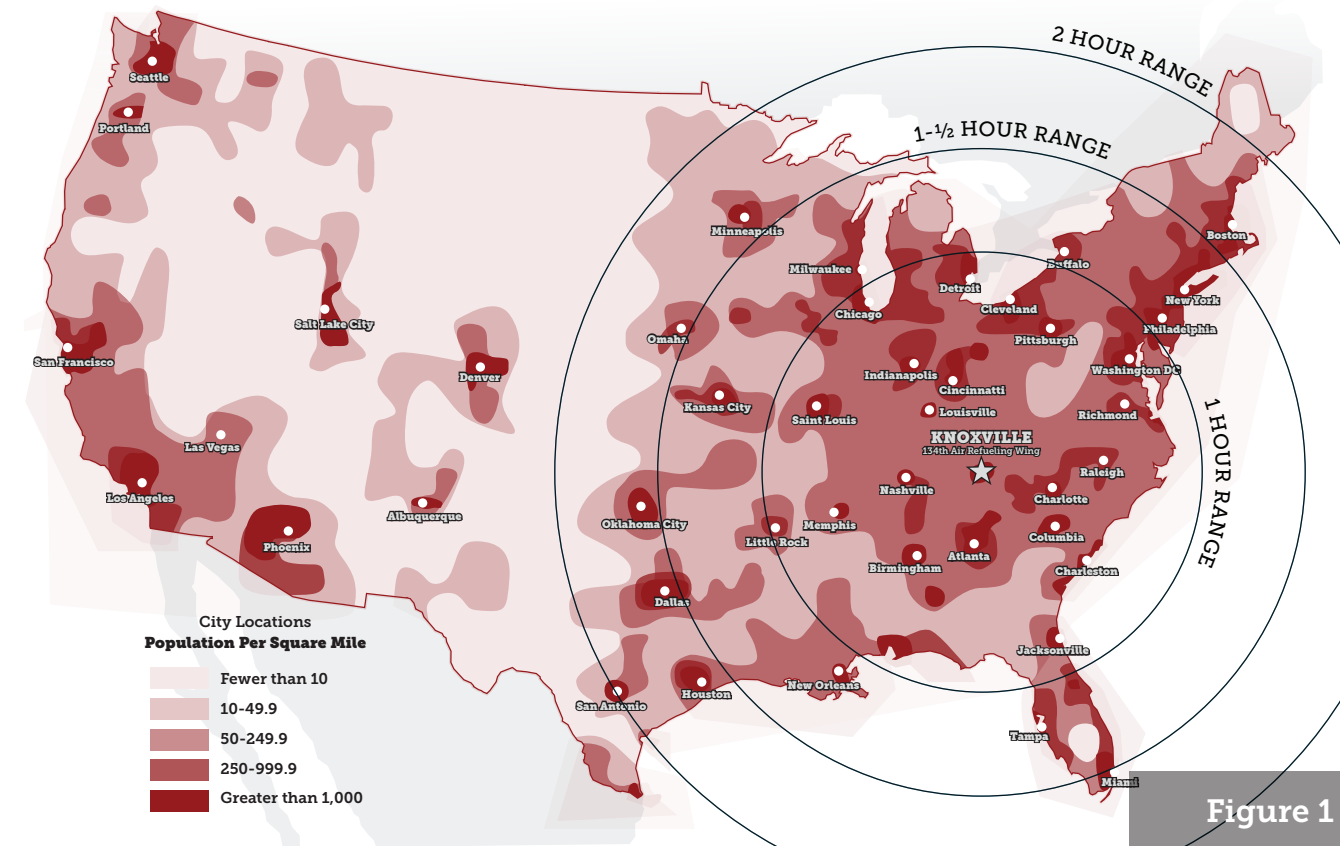 2 HOUR RANGE
1-½ HOUR RANGE
1 HOUR RANGE
Seattle
Portland
Minneapolis
Boston
Milwaukee
Buffalo
Detroit
New York
Salt Lake City
Chicago
Cleveland
Philadelphia
Omaha
Pittsburgh
San Francisco
Denver
Indianapolis
Washington DC
Cincinnati
Kansas City
Saint Louis
Louisville
Richmond
Las Vegas
KNOXVILLE
134th Air Refueling Wing
Raleigh
Los Angeles
Nashville
Charlotte
Albuquerque
Oklahoma City
Memphis
Little Rock
Columbia
Phoenix
Atlanta
Birmingham
Charleston
Dallas
Jacksonville
New Orleans
Houston
San Antonio
Tampa
Miami
City Locations
Population Per Square Mile
Fewer than 10
10-49.9
50-249.9
250-999.9
Greater than 1,000
Figure 1